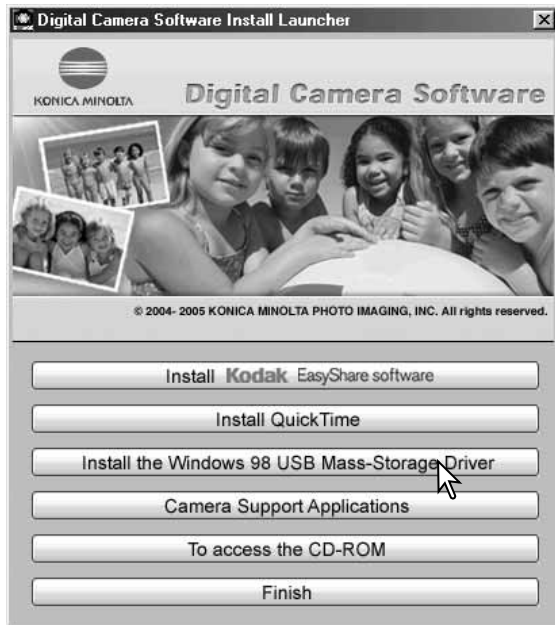 Digital Camera Software Install Launcher
KONICA MINOLTA
Digital Camera Software
© 2004- 2005 KONICA MINOLTA PHOTO IMAGING, INC. All rights reserved.
Install Kodak EasyShare software
Install QuickTime
Install the Windows 98 USB Mass-Storage Driver
Camera Support Applications
To access the CD-ROM
Finish